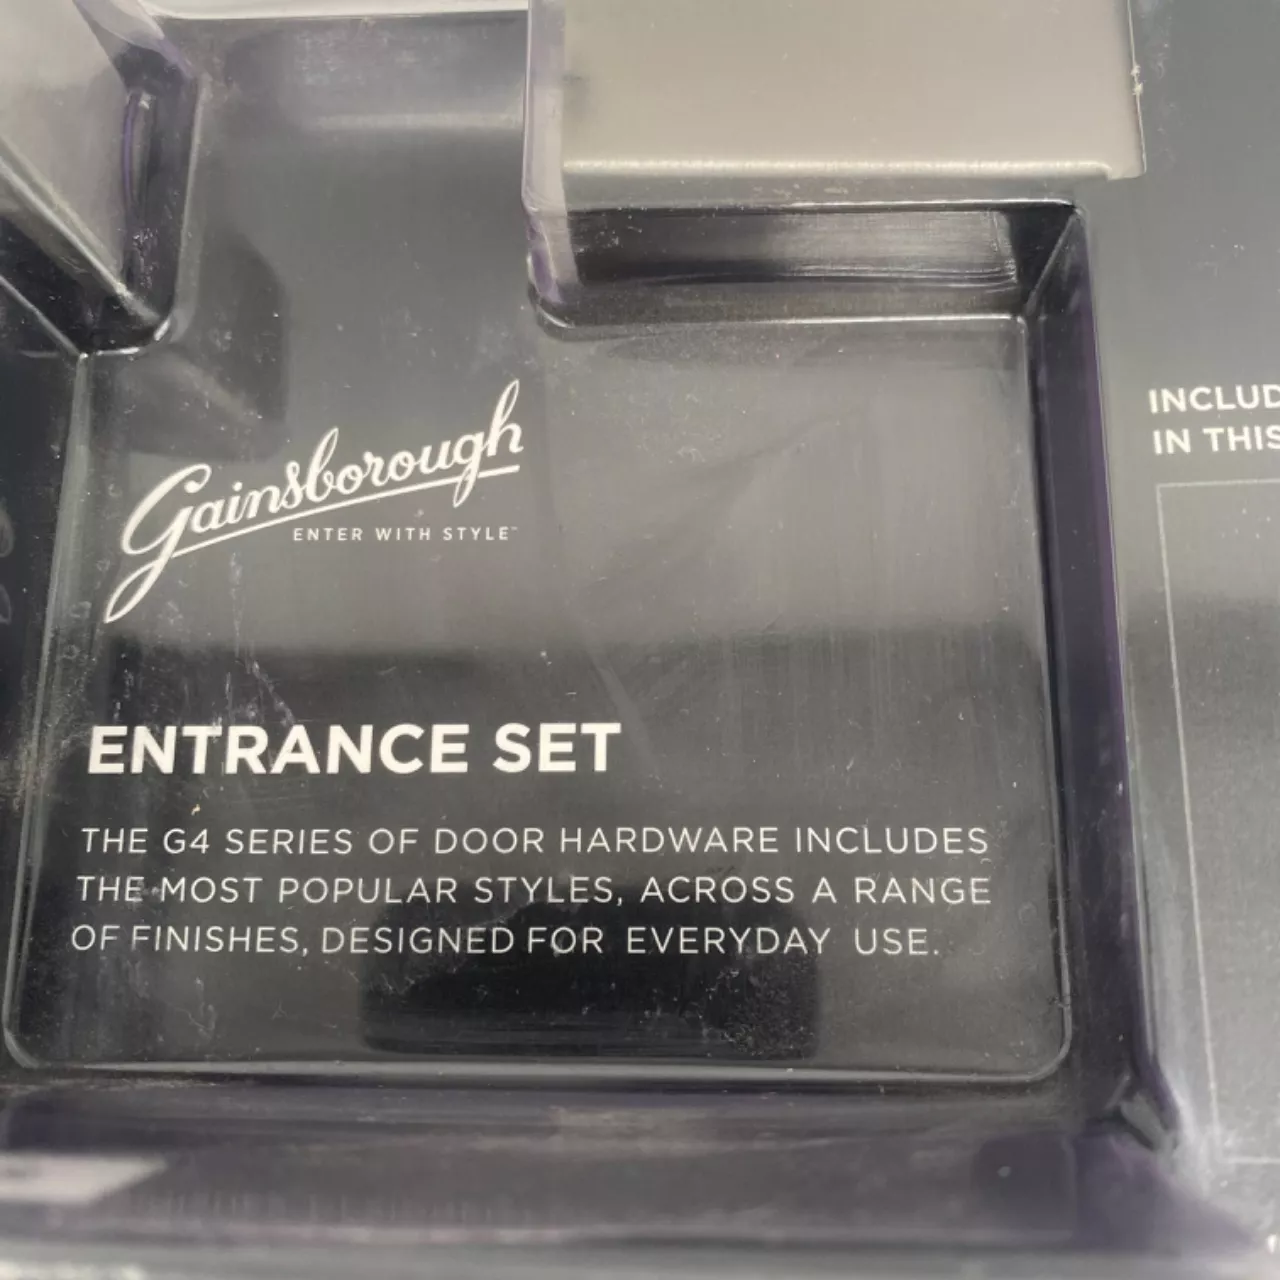 Gainsborough
ENTER WITH STYLE™
ENTRANCE SET
THE G4 SERIES OF DOOR HARDWARE INCLUDES
THE MOST POPULAR STYLES, ACROSS A RANGE
OF FINISHES, DESIGNED FOR EVERYDAY USE.
INCLUD
IN THIS